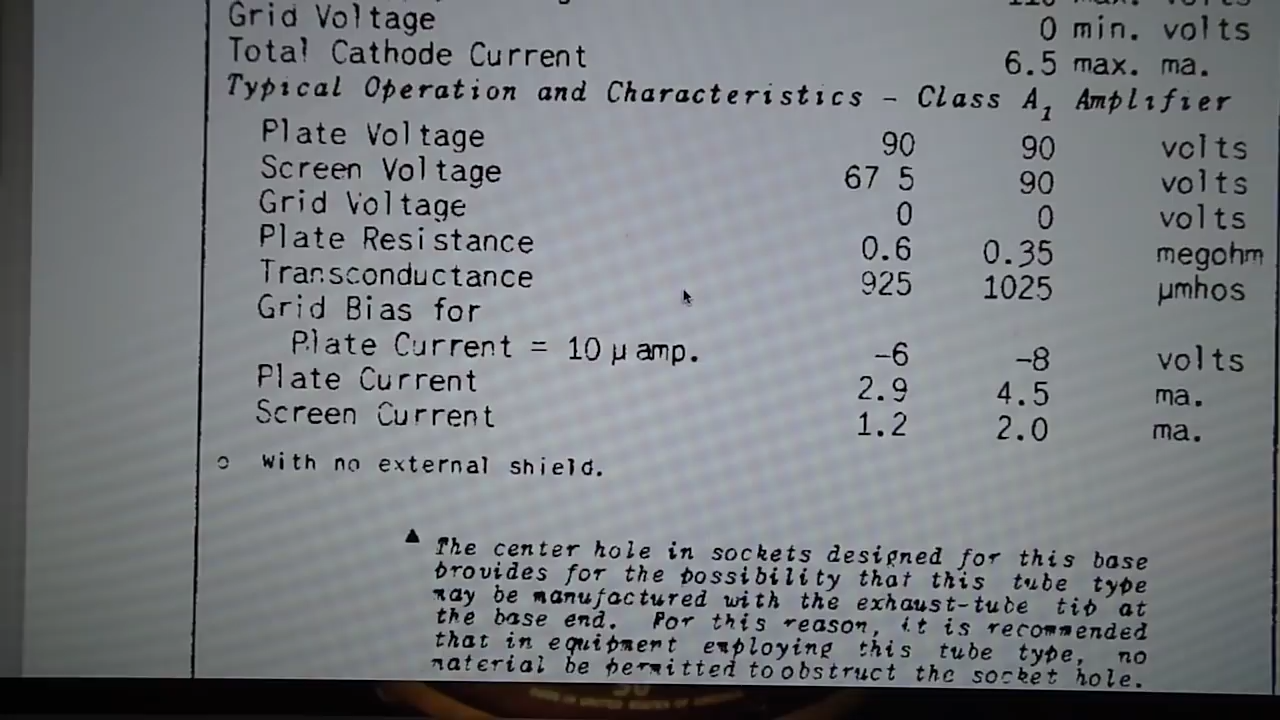 Grid Voltage 0 min. volts
Total Cathode Current 6.5 max. ma.
Typical Operation and Characteristics - Class A1 Amplifier
Plate Voltage 90 90 volts
Screen Voltage 67 5 90 volts
Grid Voltage 0 0 volts
Plate Resistance 0.6 0.35 megohm
Transconductance 925 1025 µmhos
Grid Bias for
Plate Current = 10 µ amp. -6 -8 volts
Plate Current 2.9 4.5 ma.
Screen Current 1.2 2.0 ma.
o With no external shield.
▲ The center hole in sockets designed for this base
provides for the possibility that this tube type
may be manufactured with the exhaust-tube tip at
the base end. For this reason, it is recommended
that in equipment employing this tube type, no
material be permitted to obstruct the socket hole.